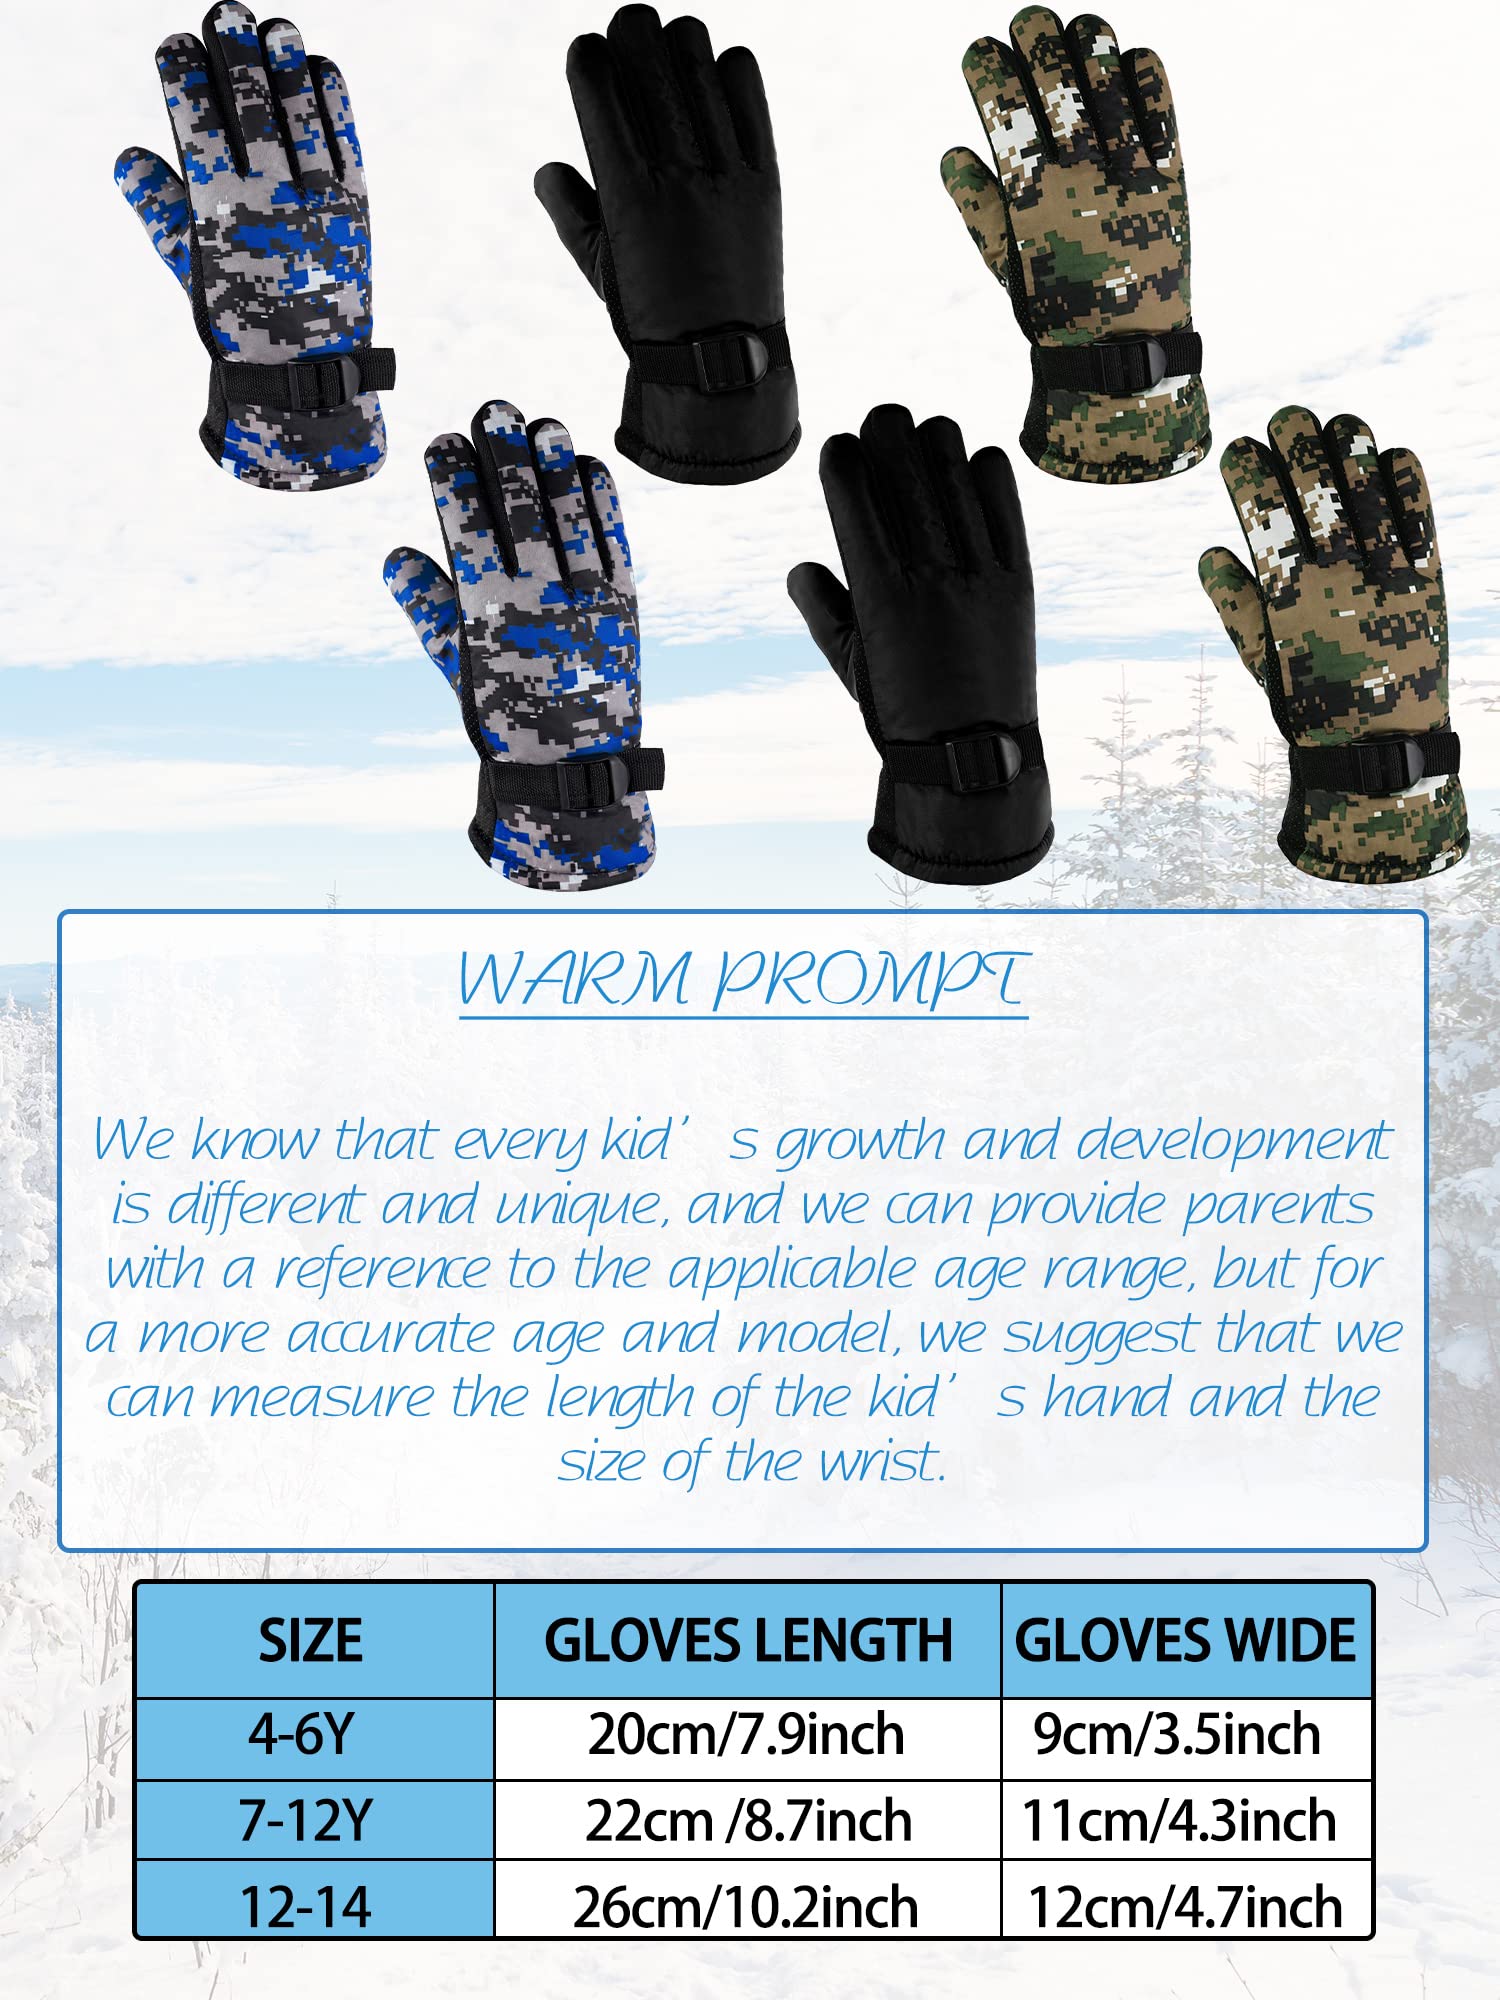 WARM PROMPT
We know that every kid's growth and development
is different and unique, and we can provide parents
with a reference to the applicable age range, but for
a more accurate age and model, we suggest that we
can measure the length of the kid's hand and the
size of the wrist.
SIZE GLOVES LENGTH GLOVES WIDE
4-6Y 20cm/7.9inch 9cm/3.5inch
7-12Y 22cm /8.7inch 11cm/4.3inch
12-14 26cm/10.2inch 12cm/4.7inch